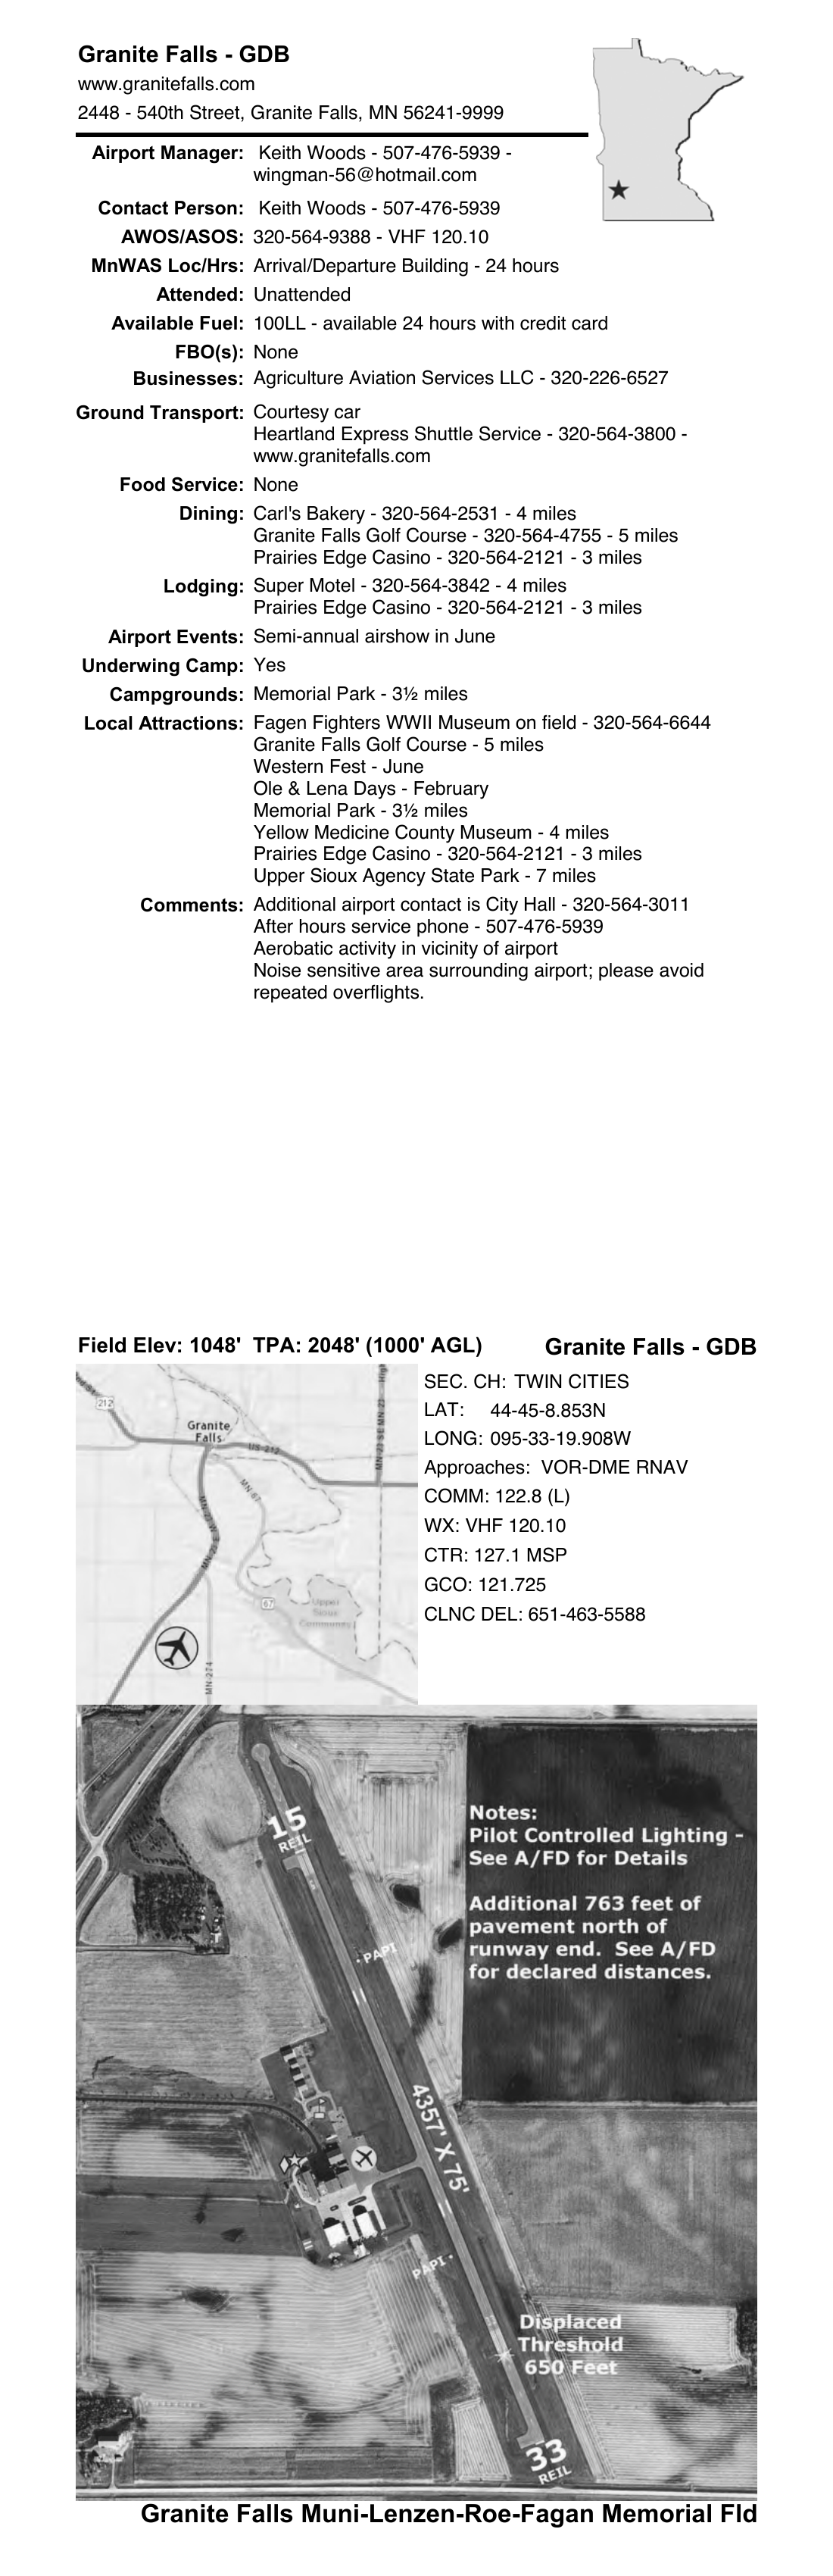 Granite Falls - GDB
www.granitefalls.com
2448 - 540th Street, Granite Falls, MN 56241-9999
Airport Manager: Keith Woods - 507-476-5939 -
wingman-56@hotmail.com
Contact Person: Keith Woods - 507-476-5939
AWOS/ASOS: 320-564-9388 - VHF 120.10
MnWAS Loc/Hrs: Arrival/Departure Building - 24 hours
Attended: Unattended
Available Fuel: 100LL - available 24 hours with credit card
FBO(s): None
Businesses: Agriculture Aviation Services LLC - 320-226-6527
Ground Transport: Courtesy car
Heartland Express Shuttle Service - 320-564-3800 -
www.granitefalls.com
Food Service: None
Dining: Carl's Bakery - 320-564-2531 - 4 miles
Granite Falls Golf Course - 320-564-4755 - 5 miles
Prairies Edge Casino - 320-564-2121 - 3 miles
Lodging: Super Motel - 320-564-3842 - 4 miles
Prairies Edge Casino - 320-564-2121 - 3 miles
Airport Events: Semi-annual airshow in June
Underwing Camp: Yes
Campgrounds: Memorial Park - 3½ miles
Local Attractions: Fagen Fighters WWII Museum on field - 320-564-6644
Granite Falls Golf Course - 5 miles
Western Fest - June
Ole & Lena Days - February
Memorial Park - 3½ miles
Yellow Medicine County Museum - 4 miles
Prairies Edge Casino - 320-564-2121 - 3 miles
Upper Sioux Agency State Park - 7 miles
Comments: Additional airport contact is City Hall - 320-564-3011
After hours service phone - 507-476-5939
Aerobatic activity in vicinity of airport
Noise sensitive area surrounding airport; please avoid
repeated overflights.
Field Elev: 1048' TPA: 2048' (1000' AGL) Granite Falls - GDB
212
Granite
Falls
US-212
MN-67
67
Upper
Sioux
Community
MN-274
SEC. CH: TWIN CITIES
LAT: 44-45-8.853N
LONG: 095-33-19.908W
Approaches: VOR-DME RNAV
COMM: 122.8 (L)
WX: VHF 120.10
CTR: 127.1 MSP
GCO: 121.725
CLNC DEL: 651-463-5588
15
REIL
Notes:
Pilot Controlled Lighting -
See A/FD for Details
Additional 763 feet of
pavement north of
runway end. See A/FD
for declared distances.
PAPI
4357' X 75'
PAPI
Displaced
Threshold
650 Feet
33
REIL
Granite Falls Muni-Lenzen-Roe-Fagan Memorial Fld